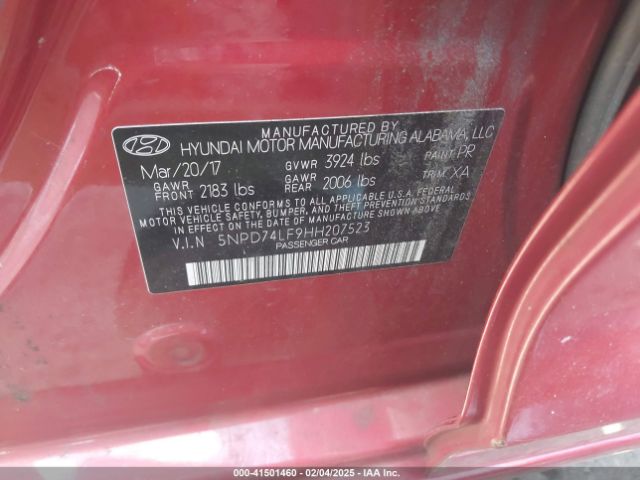 MANUFACTURED BY
HYUNDAI MOTOR MANUFACTURING ALABAMA, LLC
Mar/20/17 GVWR 3924 lbs PAINT PR
GAWR FRONT 2183 lbs GAWR REAR 2006 lbs TRIM XA
THIS VEHICLE CONFORMS TO ALL APPLICABLE U.S.A. FEDERAL
MOTOR VEHICLE SAFETY, BUMPER, AND THEFT PREVENTION STANDARDS
IN EFFECT ON THE DATE OF MANUFACTURE SHOWN ABOVE.
V.I.N 5NPD74LF9HH207523
PASSENGER CAR
000-41501460 - 02/04/2025 - IAA Inc.